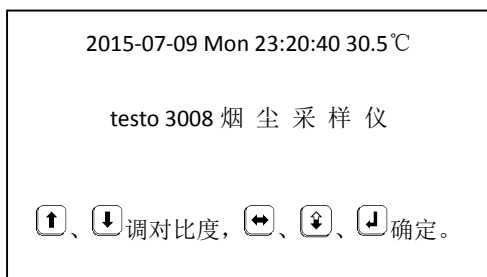 2015-07-09 Mon 23:20:40 30.5℃
testo 3008 烟 尘 采 样 仪
⬆、⬇调对比度，⬌、⇳、↲确定。